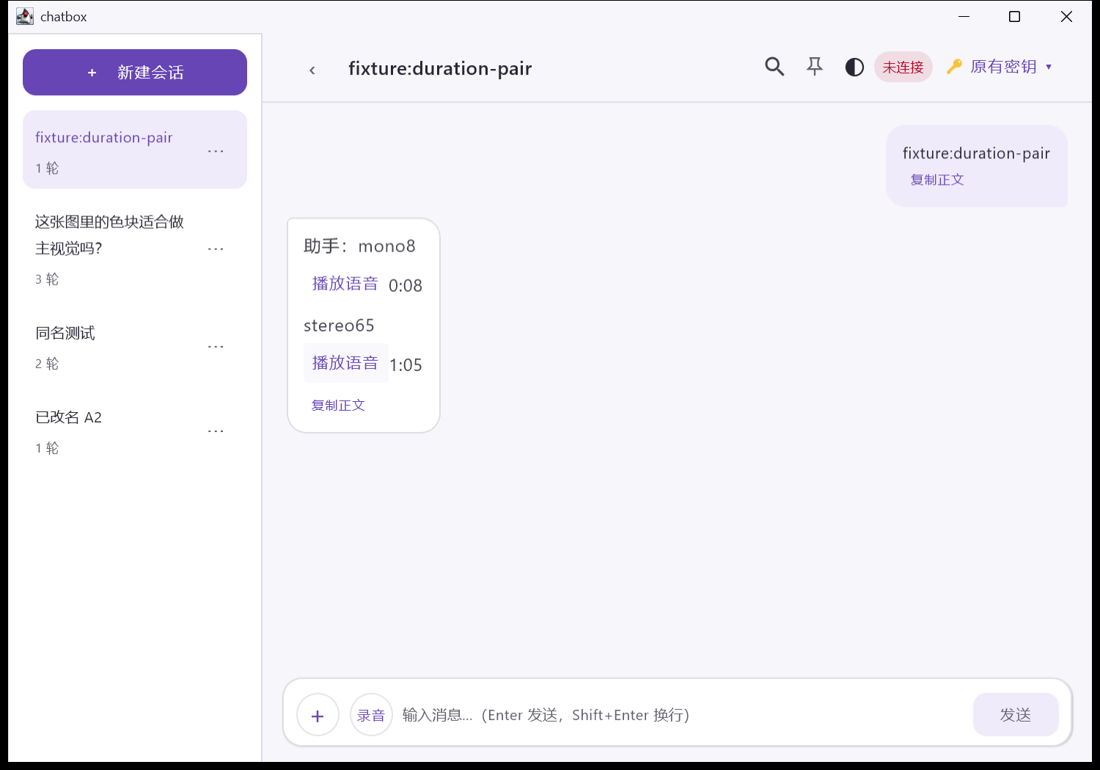 chatbox
+ 新建会话
fixture:duration-pair
...
1 轮
这张图里的色块适合做
主视觉吗?
...
3 轮
同名测试
...
2 轮
已改名 A2
...
1 轮
fixture:duration-pair
未连接
原有密钥
fixture:duration-pair
复制正文
助手: mono8
播放语音 0:08
stereo65
播放语音 1:05
复制正文
+
录音
输入消息... (Enter 发送, Shift+Enter 换行)
发送